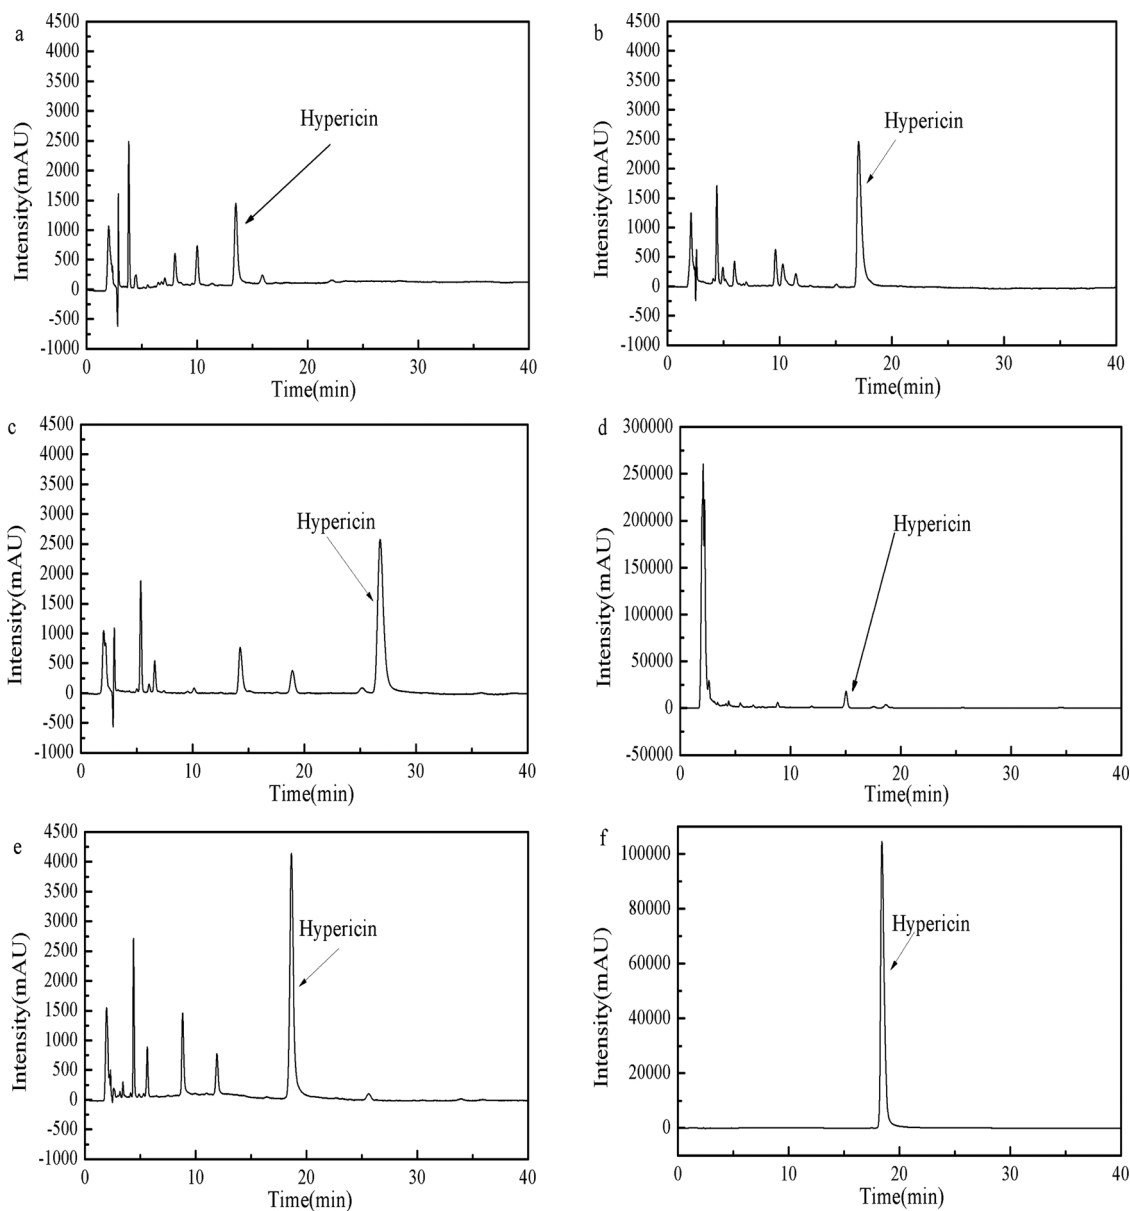 a
4500
4000
3500
3000
2500
2000
1500
1000
500
0
-500
-1000
Intensity(mAU)
Hypericin
0 10 20 30 40
Time(min)
b
4500
4000
3500
3000
2500
2000
1500
1000
500
0
-500
-1000
Intensity(mAU)
Hypericin
0 10 20 30 40
Time(min)
c
4500
4000
3500
3000
2500
2000
1500
1000
500
0
-500
-1000
Intensity(mAU)
Hypericin
0 10 20 30 40
Time(min)
d
300000
250000
200000
150000
100000
50000
0
-50000
Intensity(mAU)
Hypericin
0 10 20 30 40
Time(min)
e
4500
4000
3500
3000
2500
2000
1500
1000
500
0
-500
-1000
Intensity(mAU)
Hypericin
0 10 20 30 40
Time(min)
f
100000
80000
60000
40000
20000
0
Intensity(mAU)
Hypericin
0 10 20 30 40
Time(min)